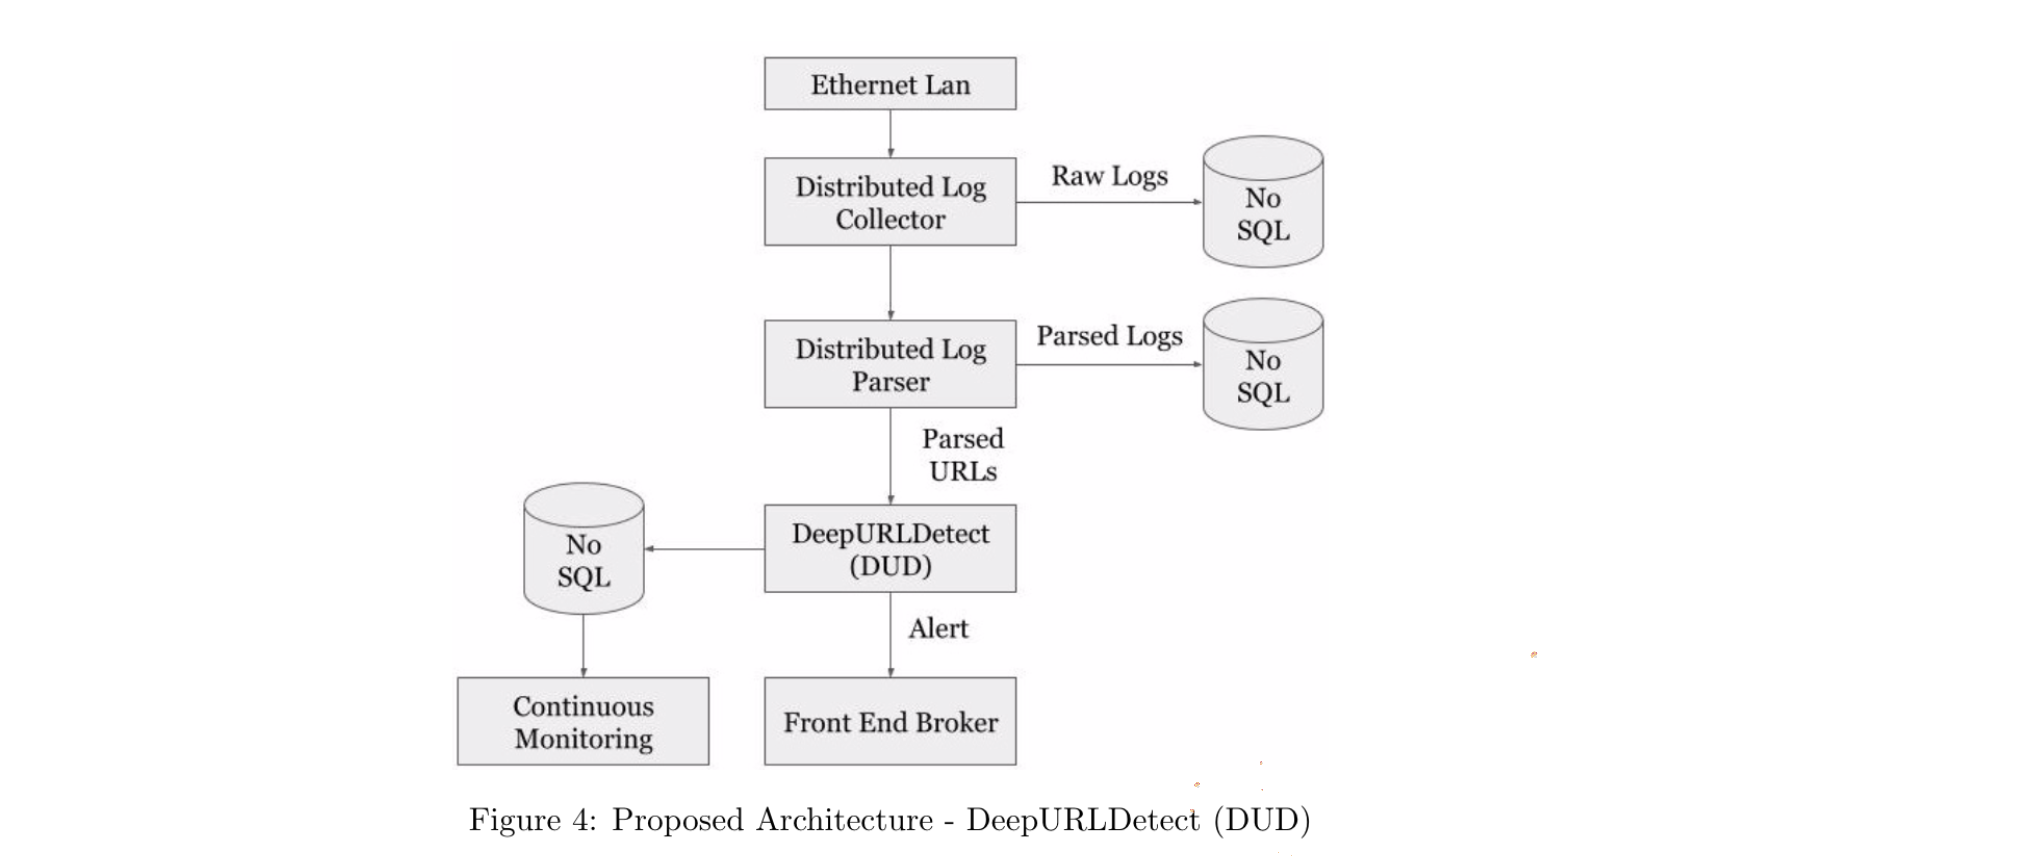 Ethernet Lan
Distributed Log
Collector
Raw Logs
No
SQL
Distributed Log
Parser
Parsed Logs
No
SQL
Parsed
URLs
DeepURLDetect
(DUD)
No
SQL
Alert
Continuous
Monitoring
Front End Broker
Figure 4: Proposed Architecture - DeepURLDetect (DUD)